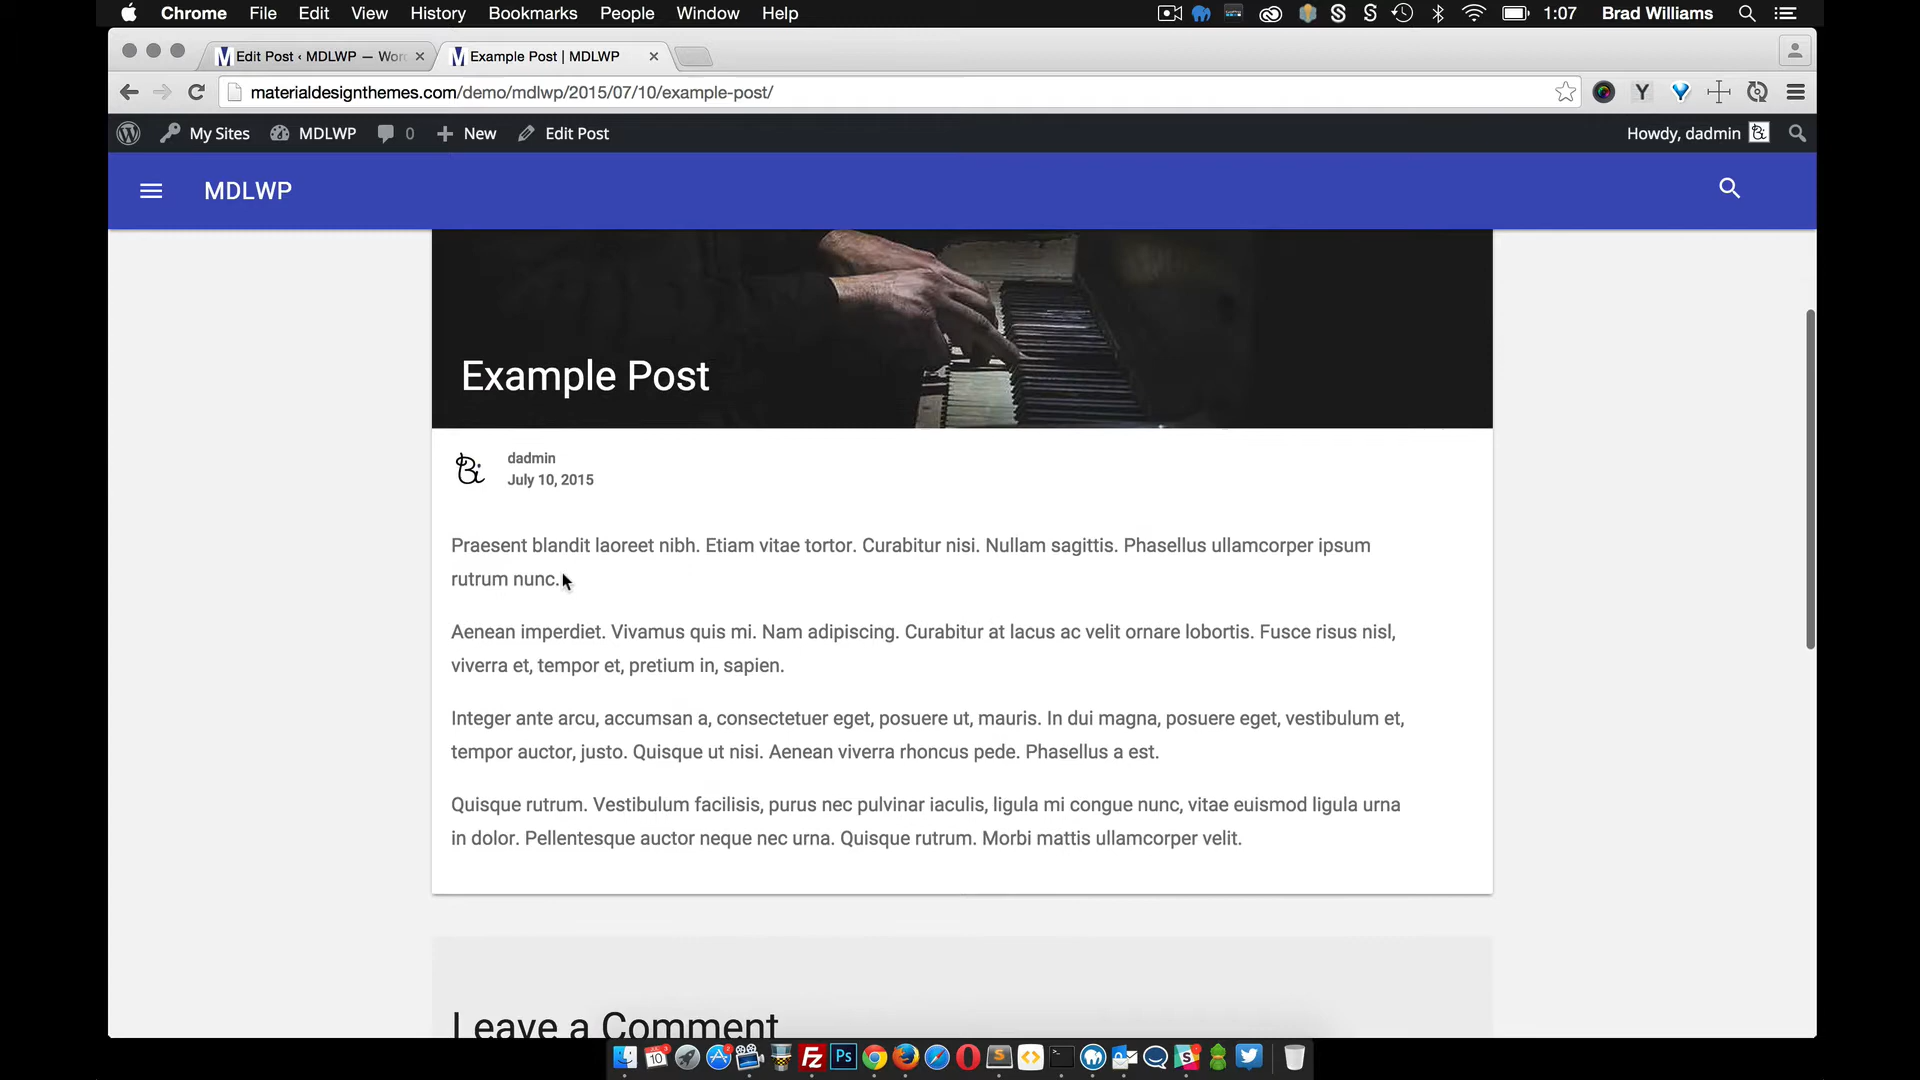 Chrome File Edit View History Bookmarks People Window Help 1:07 Brad Williams
Edit Post ‹ MDLWP — Wor
Example Post | MDLWP
materialdesignthemes.com/demo/mdlwp/2015/07/10/example-post/
Y
My Sites MDLWP 0 New Edit Post Howdy, dadmin
MDLWP
Example Post
Bi
dadmin
July 10, 2015
Praesent blandit laoreet nibh. Etiam vitae tortor. Curabitur nisi. Nullam sagittis. Phasellus ullamcorper ipsum
rutrum nunc.
Aenean imperdiet. Vivamus quis mi. Nam adipiscing. Curabitur at lacus ac velit ornare lobortis. Fusce risus nisl,
viverra et, tempor et, pretium in, sapien.
Integer ante arcu, accumsan a, consectetuer eget, posuere ut, mauris. In dui magna, posuere eget, vestibulum et,
tempor auctor, justo. Quisque ut nisi. Aenean viverra rhoncus pede. Phasellus a est.
Quisque rutrum. Vestibulum facilisis, purus nec pulvinar iaculis, ligula mi congue nunc, vitae euismod ligula urna
in dolor. Pellentesque auctor neque nec urna. Quisque rutrum. Morbi mattis ullamcorper velit.
Leave a Comment
10 Fz Ps S